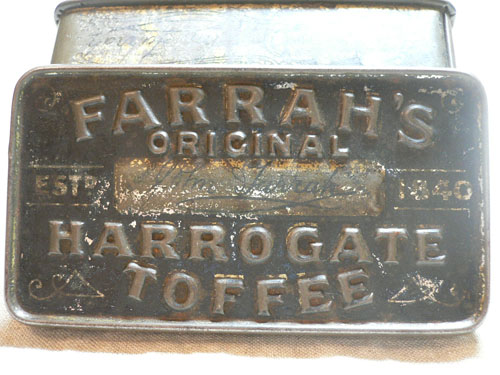 FARRAH'S
ORIGINAL
ESTD 1840
HARROGATE
TOFFEE